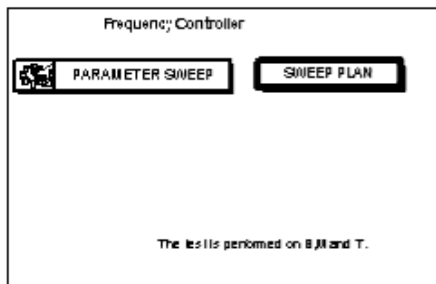 Frequency Controller
PARAMETER SWEEP
SWEEP PLAN
The test is performed on B,M and T.